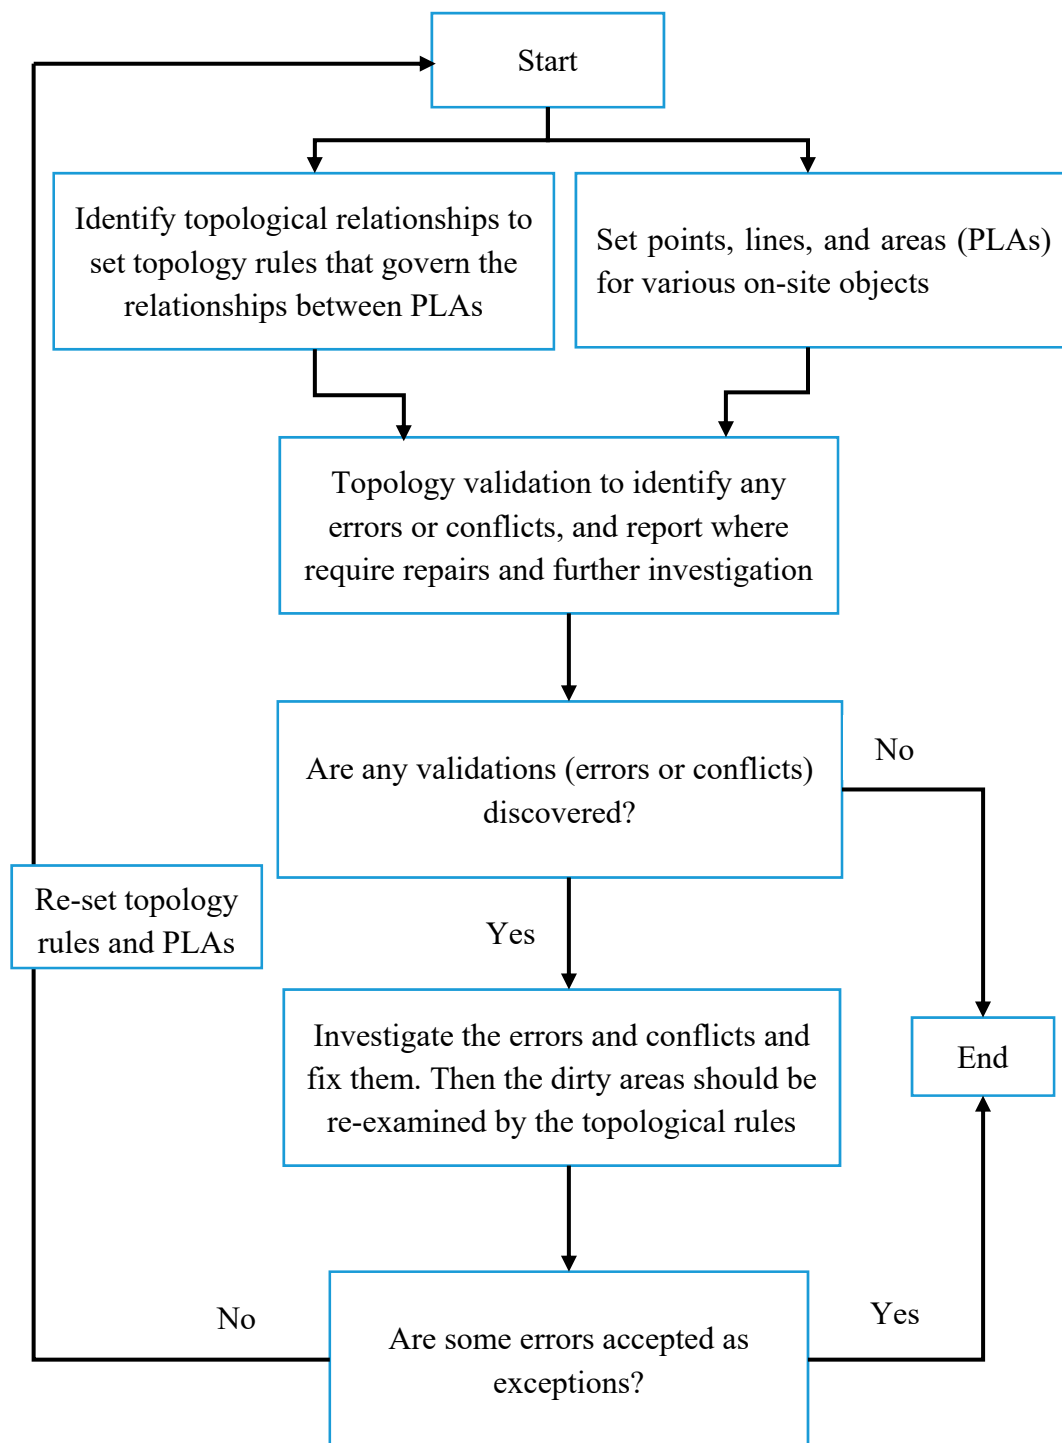 Start
Identify topological relationships to
set topology rules that govern the
relationships between PLAs
Set points, lines, and areas (PLAs)
for various on-site objects
Topology validation to identify any
errors or conflicts, and report where
require repairs and further investigation
Are any validations (errors or conflicts)
discovered?
No
Re-set topology
rules and PLAs
Yes
Investigate the errors and conflicts and
fix them. Then the dirty areas should be
re-examined by the topological rules
End
No
Are some errors accepted as
exceptions?
Yes